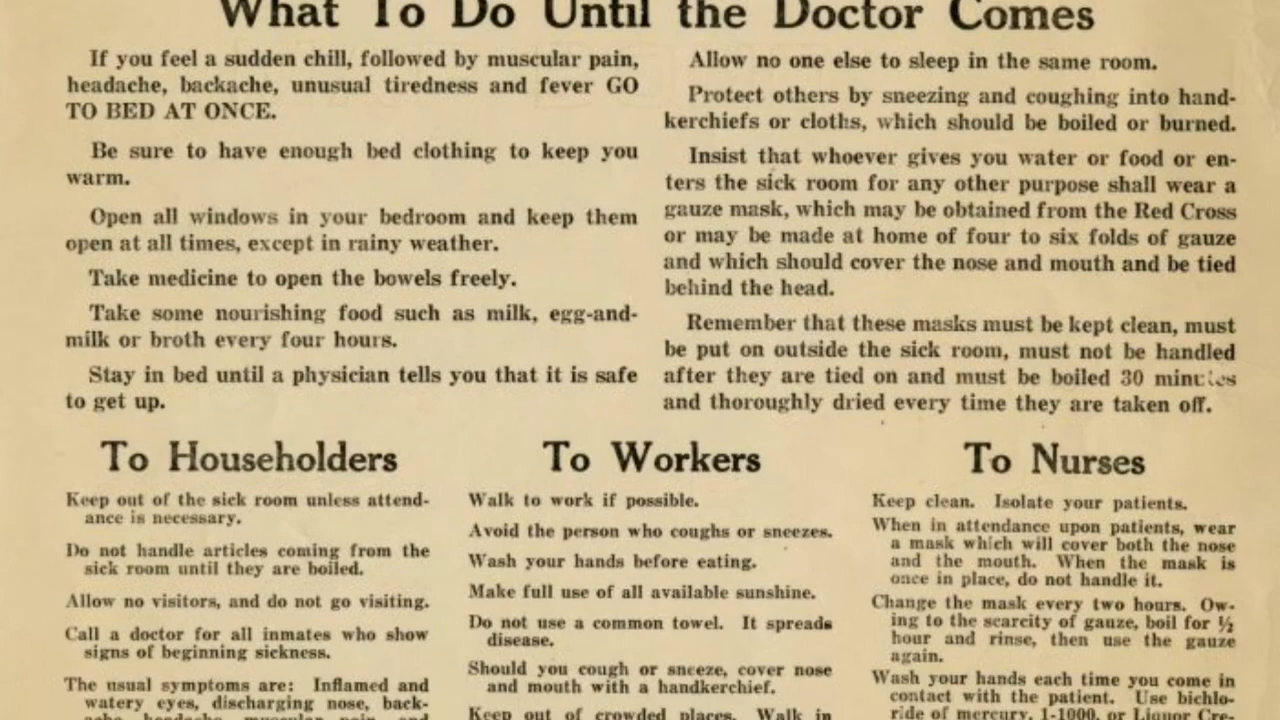 What To Do Until the Doctor Comes
If you feel a sudden chill, followed by muscular pain,
headache, backache, unusual tiredness and fever GO
TO BED AT ONCE.
Be sure to have enough bed clothing to keep you
warm.
Open all windows in your bedroom and keep them
open at all times, except in rainy weather.
Take medicine to open the bowels freely.
Take some nourishing food such as milk, egg-and-
milk or broth every four hours.
Stay in bed until a physician tells you that it is safe
to get up.
Allow no one else to sleep in the same room.
Protect others by sneezing and coughing into hand-
kerchiefs or cloths, which should be boiled or burned.
Insist that whoever gives you water or food or en-
ters the sick room for any other purpose shall wear a
gauze mask, which may be obtained from the Red Cross
or may be made at home of four to six folds of gauze
and which should cover the nose and mouth and be tied
behind the head.
Remember that these masks must be kept clean, must
be put on outside the sick room, must not be handled
after they are tied on and must be boiled 30 minutes
and thoroughly dried every time they are taken off.
To Householders
Keep out of the sick room unless attend-
ance is necessary.
Do not handle articles coming from the
sick room until they are boiled.
Allow no visitors, and do not go visiting.
Call a doctor for all inmates who show
signs of beginning sickness.
The usual symptoms are: Inflamed and
watery eyes, discharging nose, back-
ache, headache, muscular pain, and
To Workers
Walk to work if possible.
Avoid the person who coughs or sneezes.
Wash your hands before eating.
Make full use of all available sunshine.
Do not use a common towel. It spreads
disease.
Should you cough or sneeze, cover nose
and mouth with a handkerchief.
Keep out of crowded places. Walk in
To Nurses
Keep clean. Isolate your patients.
When in attendance upon patients, wear
a mask which will cover both the nose
and the mouth. When the mask is
once in place, do not handle it.
Change the mask every two hours. Ow-
ing to the scarcity of gauze, boil for ½
hour and rinse, then use the gauze
again.
Wash your hands each time you come in
contact with the patient. Use bichlo-
ride of mercury, 1-1000, or Liquor Cre-